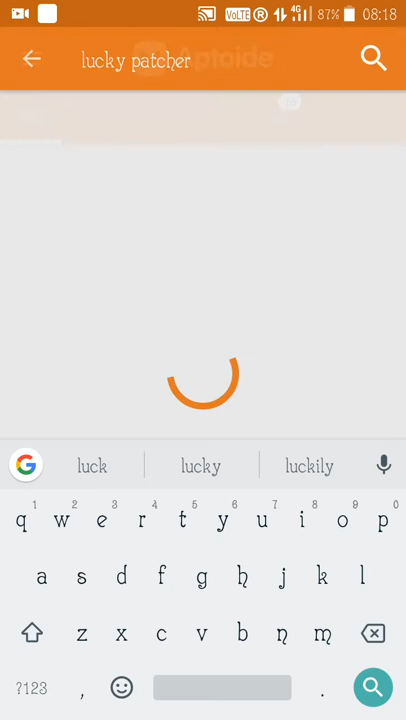 VoLTE R 4G 87% 08:18
lucky patcher
Aptoide
G luck lucky luckily
1 2 3 4 5 6 7 8 9 0
q w e r t y u i o p
a s d f g h j k l
z x c v b n m
?123 , .